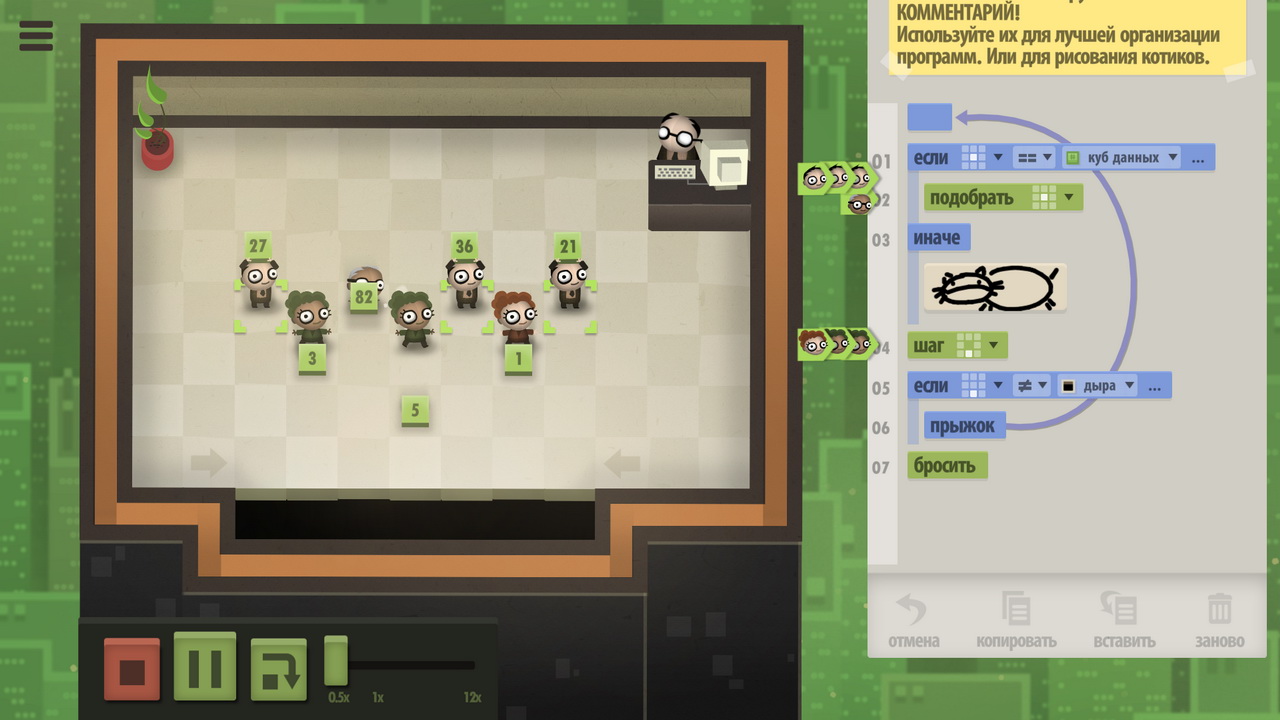 КОММЕНТАРИЙ!
Используйте их для лучшей организации
программ. Или для рисования котиков.
01 если == куб данных ...
02 подобрать
03 иначе
04 шаг
05 если ≠ дыра ...
06 прыжок
07 бросить
27
36
21
82
3
1
5
отмена
копировать
вставить
заново
0.5x
1x
12x